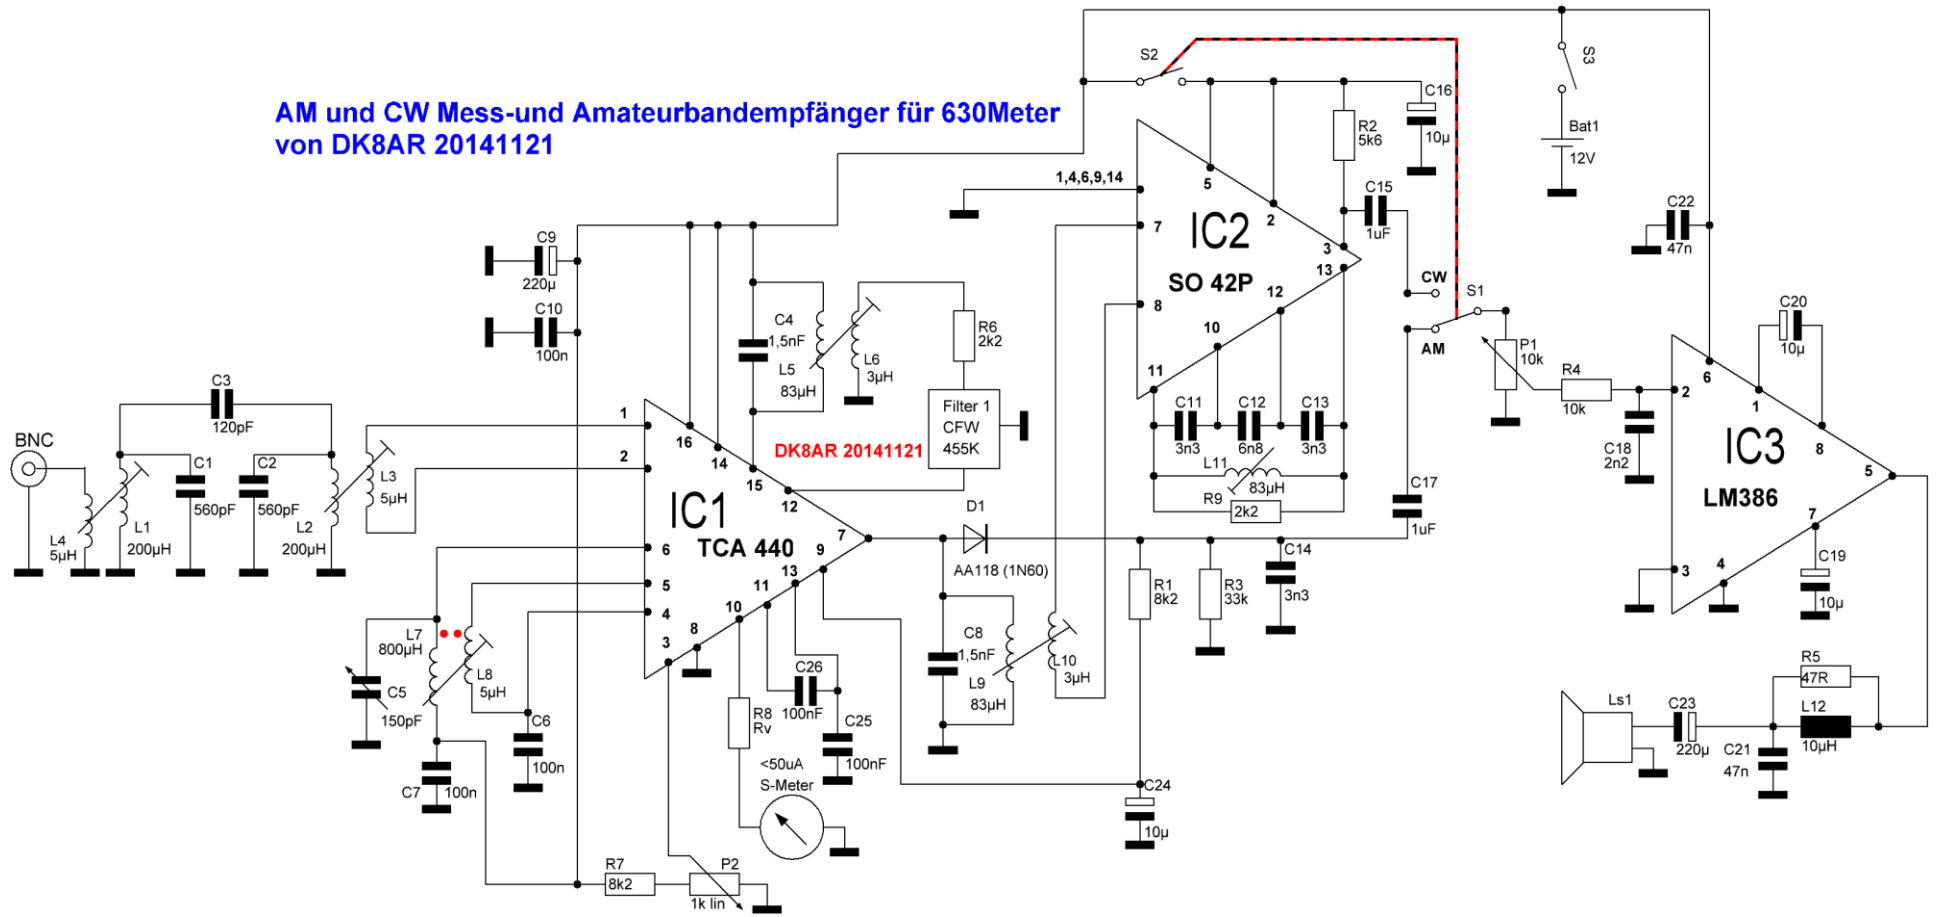 AM und CW Mess-und Amateurbandempfänger für 630Meter
von DK8AR 20141121
BNC
L4
5µH
L1
200µH
C3
120pF
C1
560pF
C2
560pF
L2
200µH
L3
5µH
C9
220µ
C10
100n
C4
1,5nF
L5
83µH
L6
3µH
R6
2k2
Filter 1
CFW
455K
DK8AR 20141121
1
2
16
14
15
12
IC1
TCA 440
7
6
5
4
3
8
10
11
13
9
L7
800µH
L8
5µH
C5
150pF
C6
100n
C7
100n
R8
Rv
C26
100nF
C25
100nF
<50uA
S-Meter
R7
8k2
P2
1k lin
D1
AA118 (1N60)
C8
1,5nF
L9
83µH
L10
3µH
R1
8k2
R3
33k
C14
3n3
C24
10µ
S2
1,4,6,9,14
7
8
5
2
3
13
12
10
11
IC2
SO 42P
R2
5k6
C16
10µ
C15
1uF
C11
3n3
C12
6n8
C13
3n3
L11
83µH
R9
2k2
CW
S1
AM
C17
1uF
S3
Bat1
12V
C22
47n
P1
10k
R4
10k
C18
2n2
C20
10µ
2
6
1
8
5
7
4
3
IC3
LM386
C19
10µ
R5
47R
L12
10µH
Ls1
C23
220µ
C21
47n